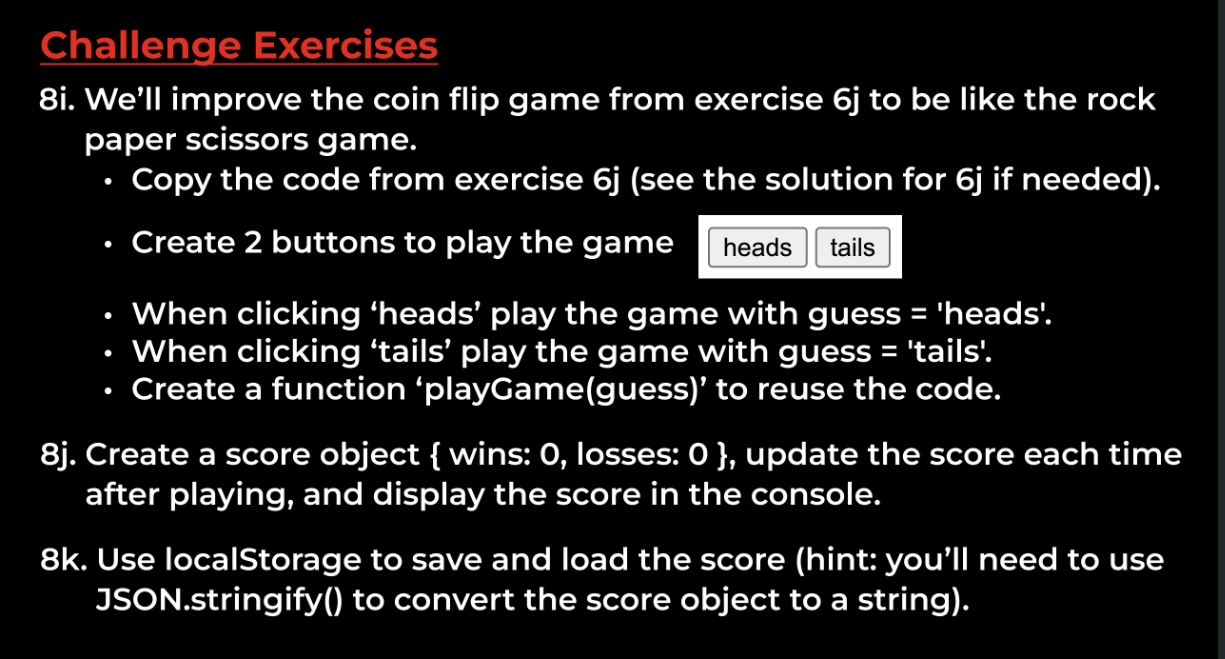 Challenge Exercises
8i. We’ll improve the coin flip game from exercise 6j to be like the rock
paper scissors game.
• Copy the code from exercise 6j (see the solution for 6j if needed).
• Create 2 buttons to play the game heads tails
• When clicking ‘heads’ play the game with guess = 'heads'.
• When clicking ‘tails’ play the game with guess = 'tails'.
• Create a function ‘playGame(guess)’ to reuse the code.
8j. Create a score object { wins: 0, losses: 0 }, update the score each time
after playing, and display the score in the console.
8k. Use localStorage to save and load the score (hint: you’ll need to use
JSON.stringify() to convert the score object to a string).